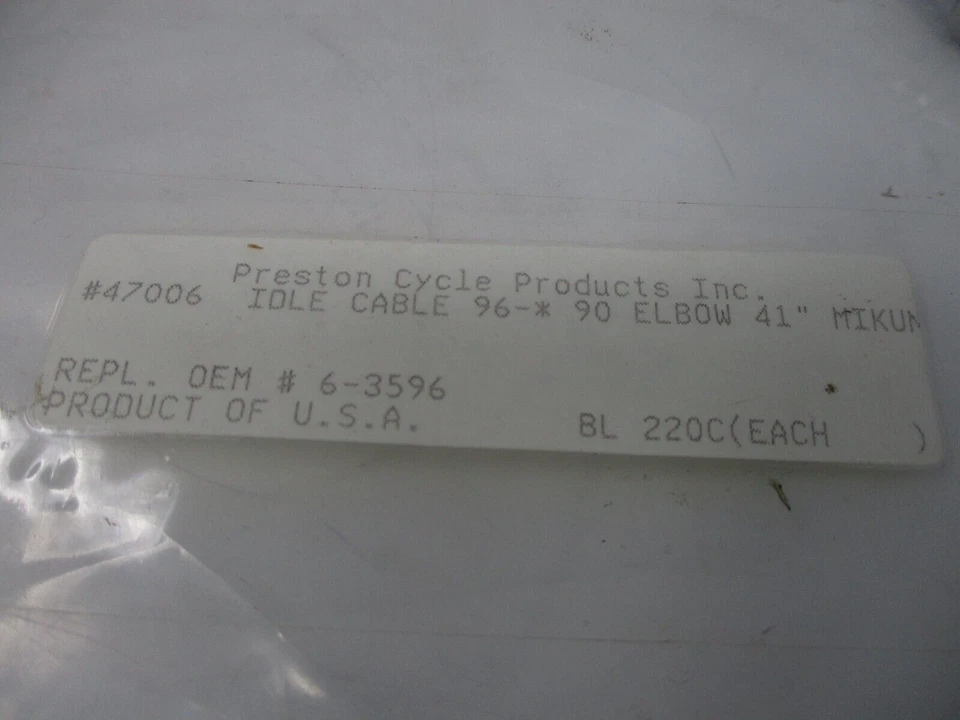 Preston Cycle Products Inc.
#47006 IDLE CABLE 96-* 90 ELBOW 41" MIKUN
REPL. OEM # 6-3596
PRODUCT OF U.S.A. BL 220C(EACH )